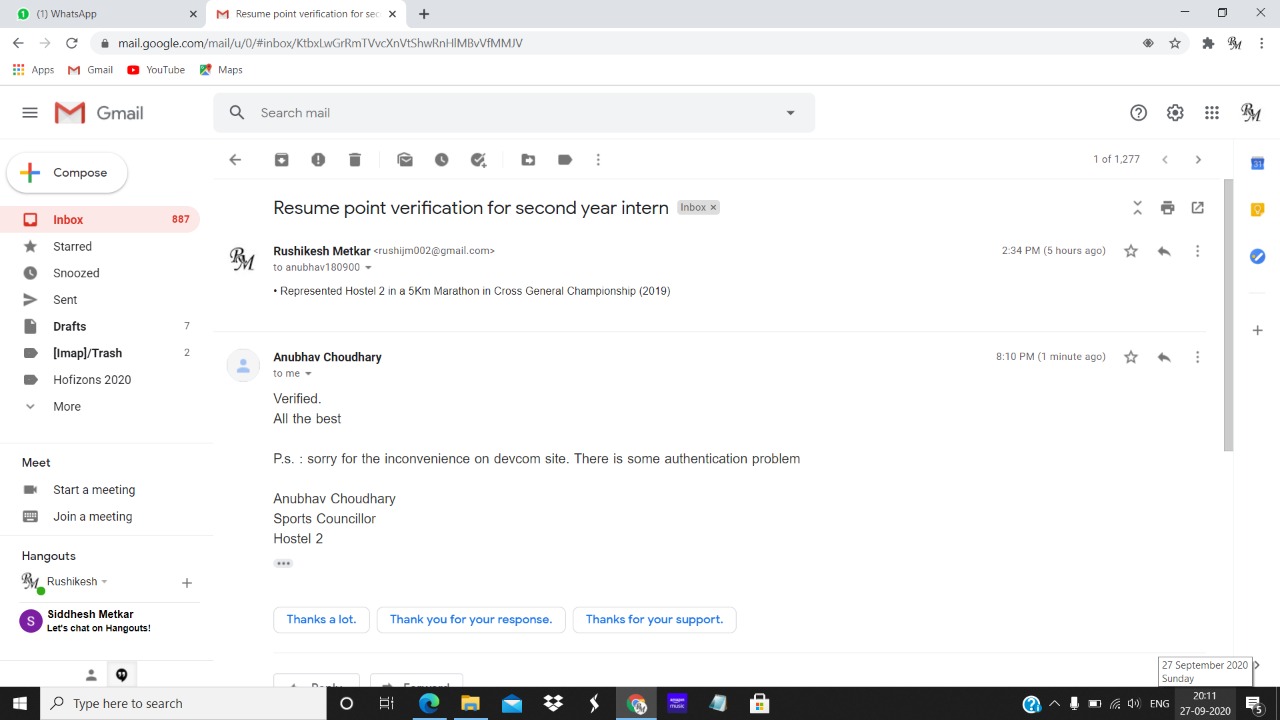 (1) WhatsApp
Resume point verification for sec
mail.google.com/mail/u/0/#inbox/KtbxLwGrRmTVvcXnVtShwRnHlMBvVfMMJV
Apps Gmail YouTube Maps
Gmail
Search mail
Compose
1 of 1,277
Inbox 887
Starred
Snoozed
Sent
Drafts 7
[Imap]/Trash 2
Hofizons 2020
More
Meet
Start a meeting
Join a meeting
Hangouts
RM Rushikesh
+
S
Siddhesh Metkar
Let's chat on Hangouts!
Resume point verification for second year intern Inbox ×
RM
Rushikesh Metkar <rushijm002@gmail.com> 2:34 PM (5 hours ago)
to anubhav180900
• Represented Hostel 2 in a 5Km Marathon in Cross General Championship (2019)
Anubhav Choudhary 8:10 PM (1 minute ago)
to me
Verified.
All the best
P.s. : sorry for the inconvenience on devcom site. There is some authentication problem
Anubhav Choudhary
Sports Councillor
Hostel 2
Thanks a lot. Thank you for your response. Thanks for your support.
Reply Forward
27 September 2020
Sunday
Type here to search
amazon music
ENG
20:11
27-09-2020
5